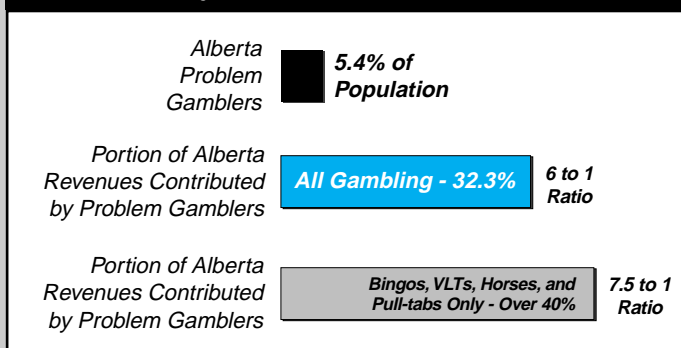 Alberta
Problem
Gamblers
5.4% of
Population
Portion of Alberta
Revenues Contributed
by Problem Gamblers
All Gambling - 32.3%
6 to 1
Ratio
Portion of Alberta
Revenues Contributed
by Problem Gamblers
Bingos, VLTs, Horses, and
Pull-tabs Only - Over 40%
7.5 to 1
Ratio